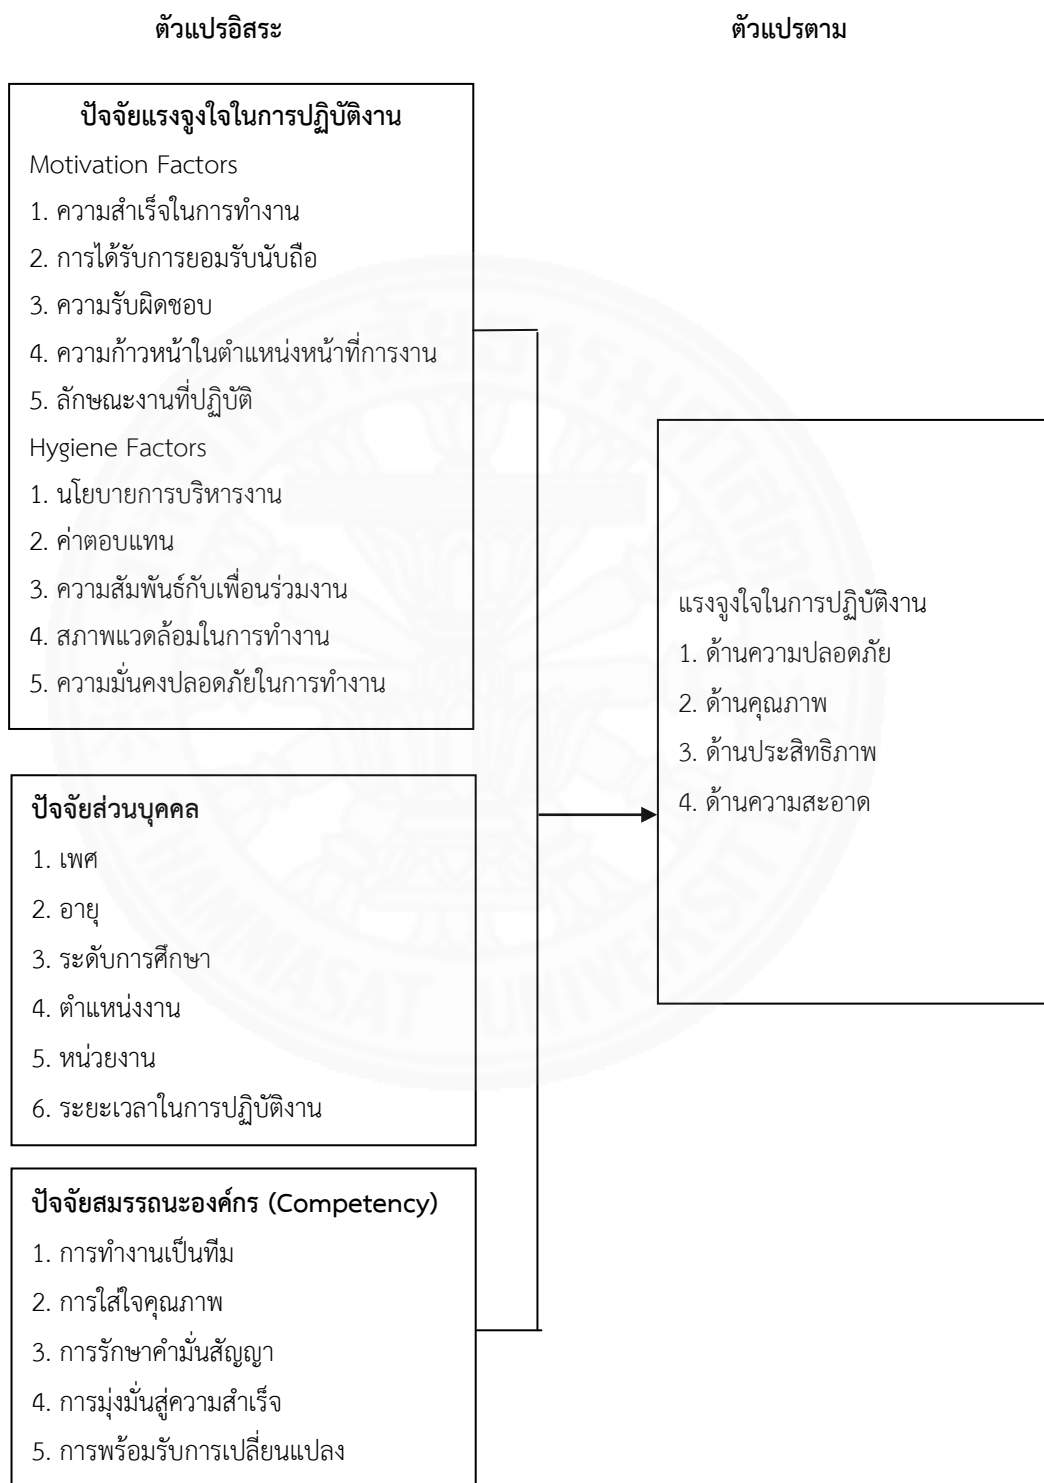 ตัวแปรอิสระ
ตัวแปรตาม
ปัจจัยแรงจูงใจในการปฏิบัติงาน
Motivation Factors
1. ความสำเร็จในการทำงาน
2. การได้รับการยอมรับนับถือ
3. ความรับผิดชอบ
4. ความก้าวหน้าในตำแหน่งหน้าที่การงาน
5. ลักษณะงานที่ปฏิบัติ
Hygiene Factors
1. นโยบายการบริหารงาน
2. ค่าตอบแทน
3. ความสัมพันธ์กับเพื่อนร่วมงาน
4. สภาพแวดล้อมในการทำงาน
5. ความมั่นคงปลอดภัยในการทำงาน
ปัจจัยส่วนบุคคล
1. เพศ
2. อายุ
3. ระดับการศึกษา
4. ตำแหน่งงาน
5. หน่วยงาน
6. ระยะเวลาในการปฏิบัติงาน
ปัจจัยสมรรถนะองค์กร (Competency)
1. การทำงานเป็นทีม
2. การใส่ใจคุณภาพ
3. การรักษาคำมั่นสัญญา
4. การมุ่งมั่นสู่ความสำเร็จ
5. การพร้อมรับการเปลี่ยนแปลง
แรงจูงใจในการปฏิบัติงาน
1. ด้านความปลอดภัย
2. ด้านคุณภาพ
3. ด้านประสิทธิภาพ
4. ด้านความสะอาด
THAMMASAT UNIVERSITY